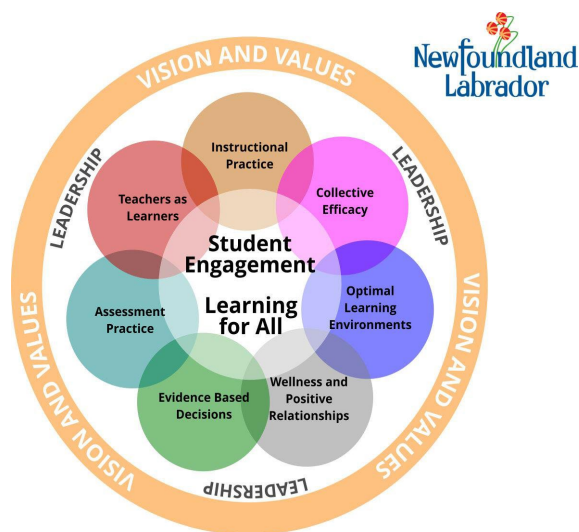 VISION AND VALUES
Newfoundland
Labrador
LEADERSHIP
LEADERSHIP
Instructional
Practice
Teachers as
Learners
Collective
Efficacy
Student
Engagement
Learning
for All
Assessment
Practice
Optimal
Learning
Environments
Evidence Based
Decisions
Wellness and
Positive
Relationships
VISION AND VALUES
VISION AND VALUES
LEADERSHIP